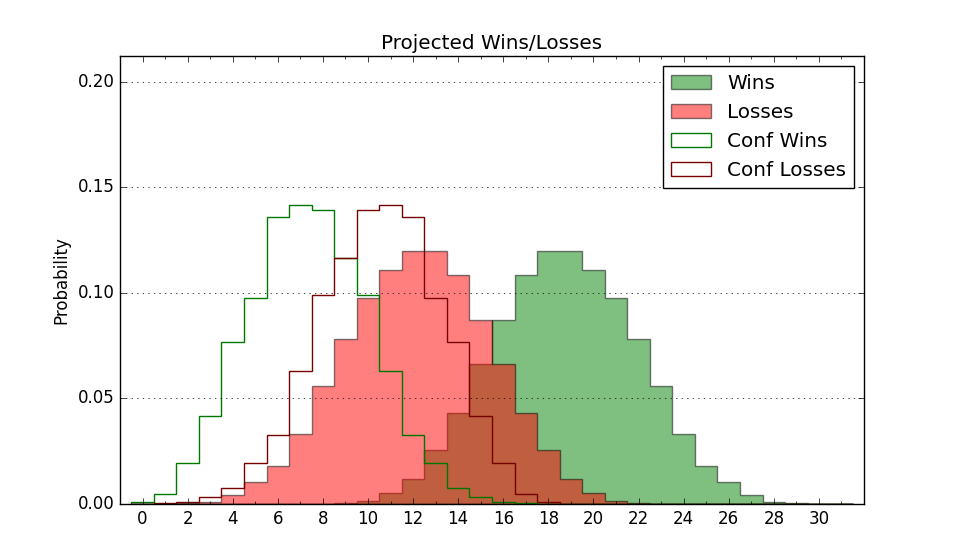 Projected Wins/Losses
Wins
Losses
Conf Wins
Conf Losses
Probability
0.20
0.15
0.10
0.05
0.00
0 2 4 6 8 10 12 14 16 18 20 22 24 26 28 30